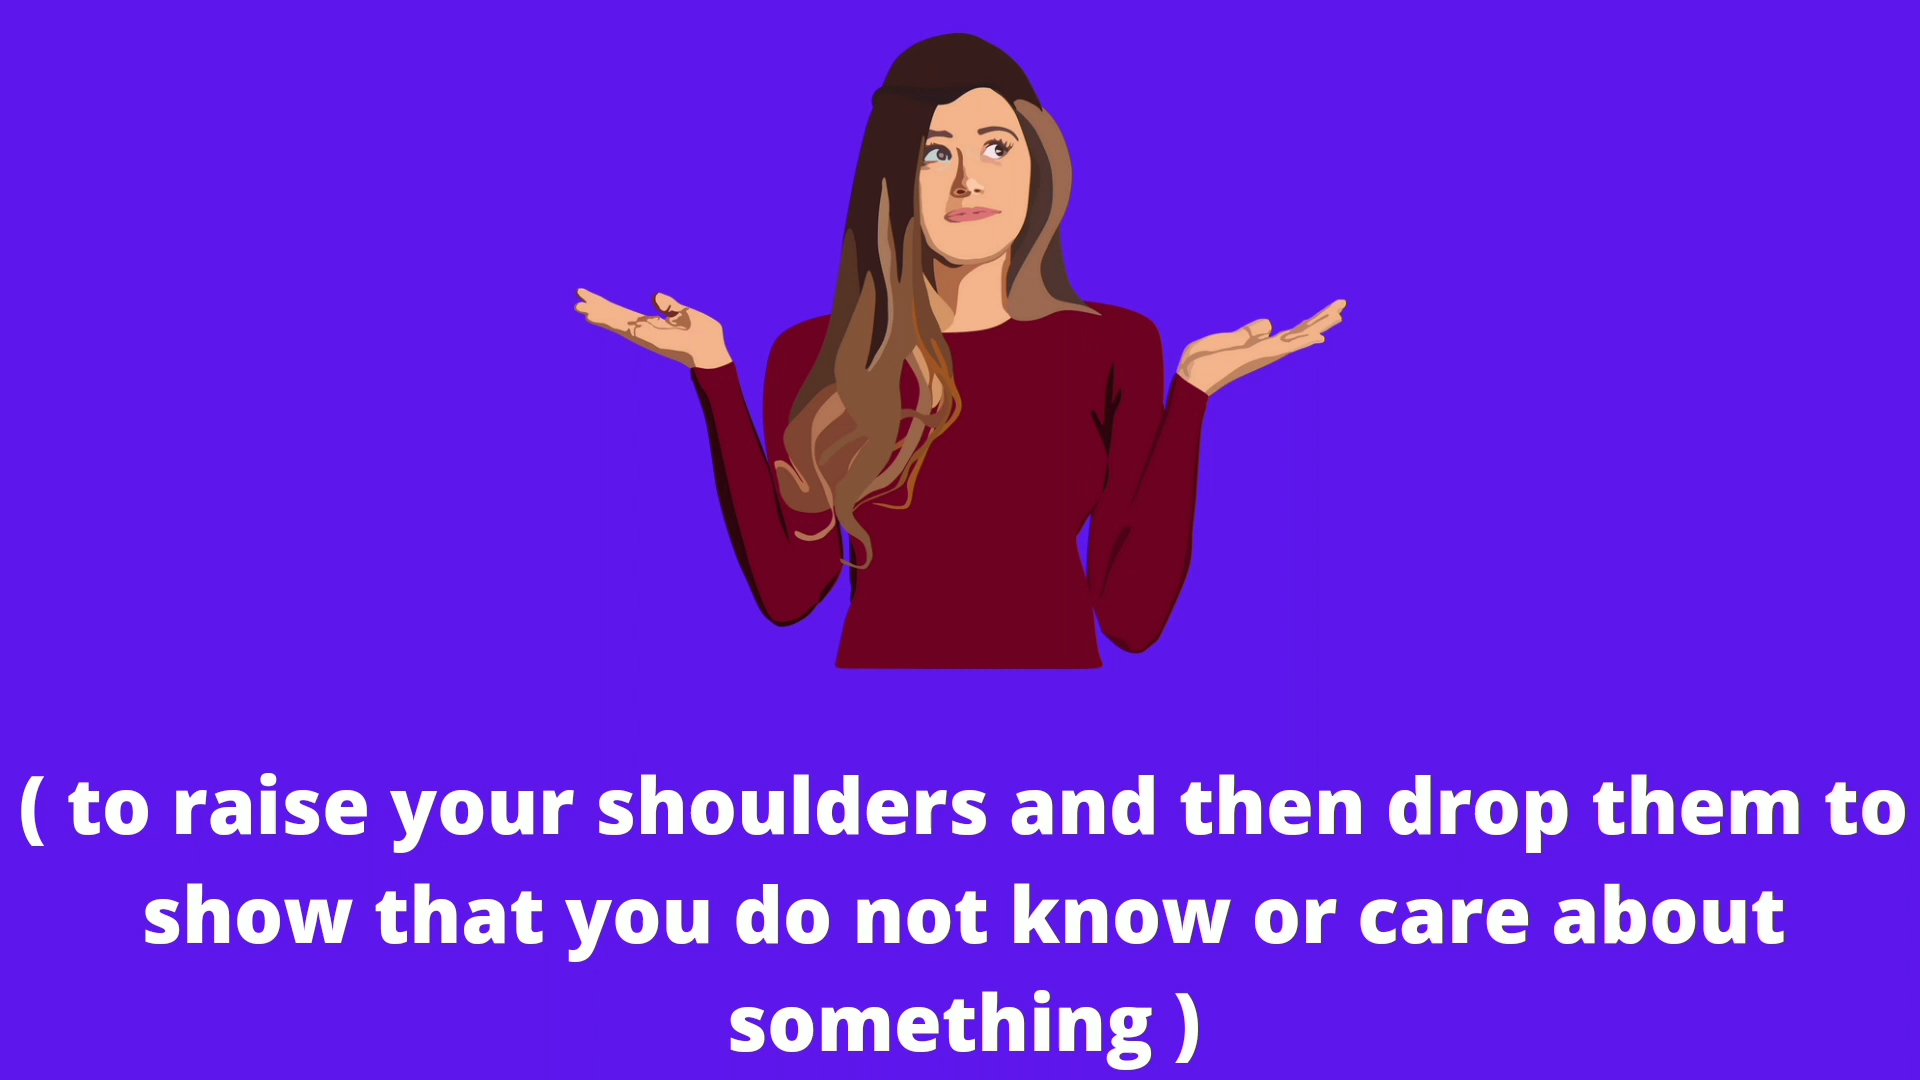 ( to raise your shoulders and then drop them to
show that you do not know or care about
something )